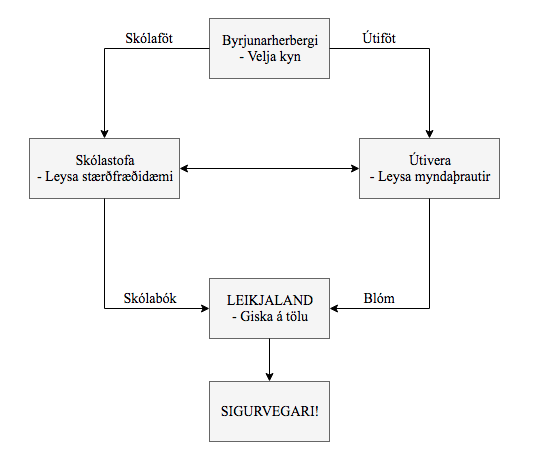 Skólaföt
Byrjunarherbergi
- Velja kyn
Útiföt
Skólastofa
- Leysa stærðfræðidæmi
Útivera
- Leysa myndaþrautir
Skólabók
LEIKJALAND
- Giska á tölu
Blóm
SIGURVEGARI!